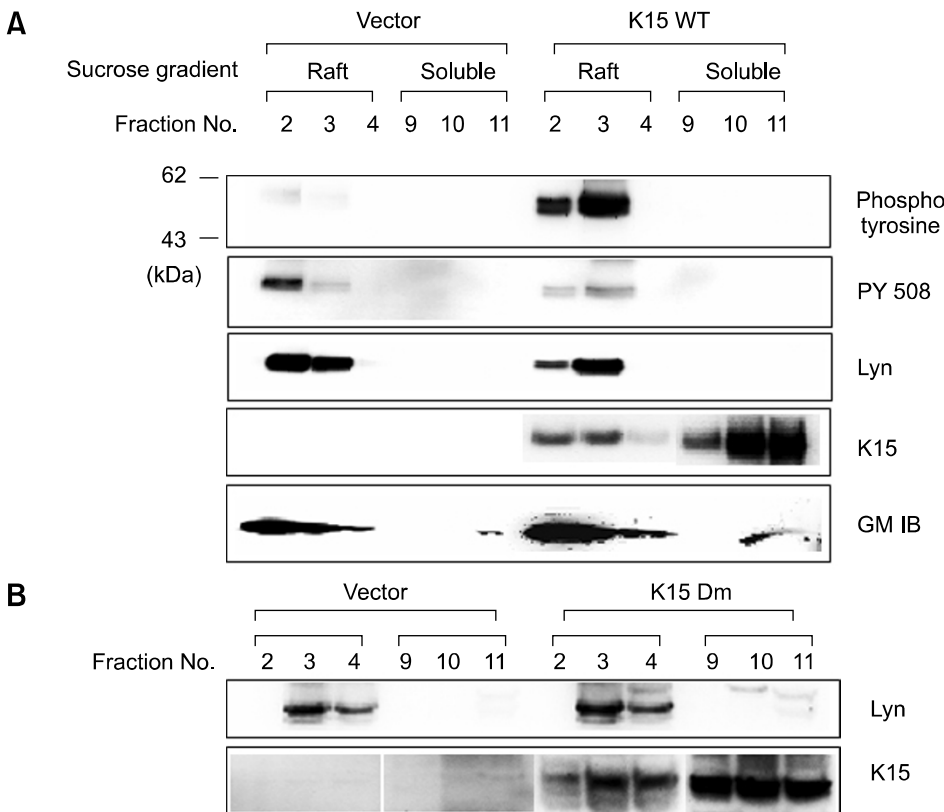 A
Vector K15 WT
Sucrose gradient Raft Soluble Raft Soluble
Fraction No. 2 3 4 9 10 11 2 3 4 9 10 11
62
Phospho
tyrosine
43
(kDa)
PY 508
Lyn
K15
GM IB
B
Vector K15 Dm
Fraction No. 2 3 4 9 10 11 2 3 4 9 10 11
Lyn
K15